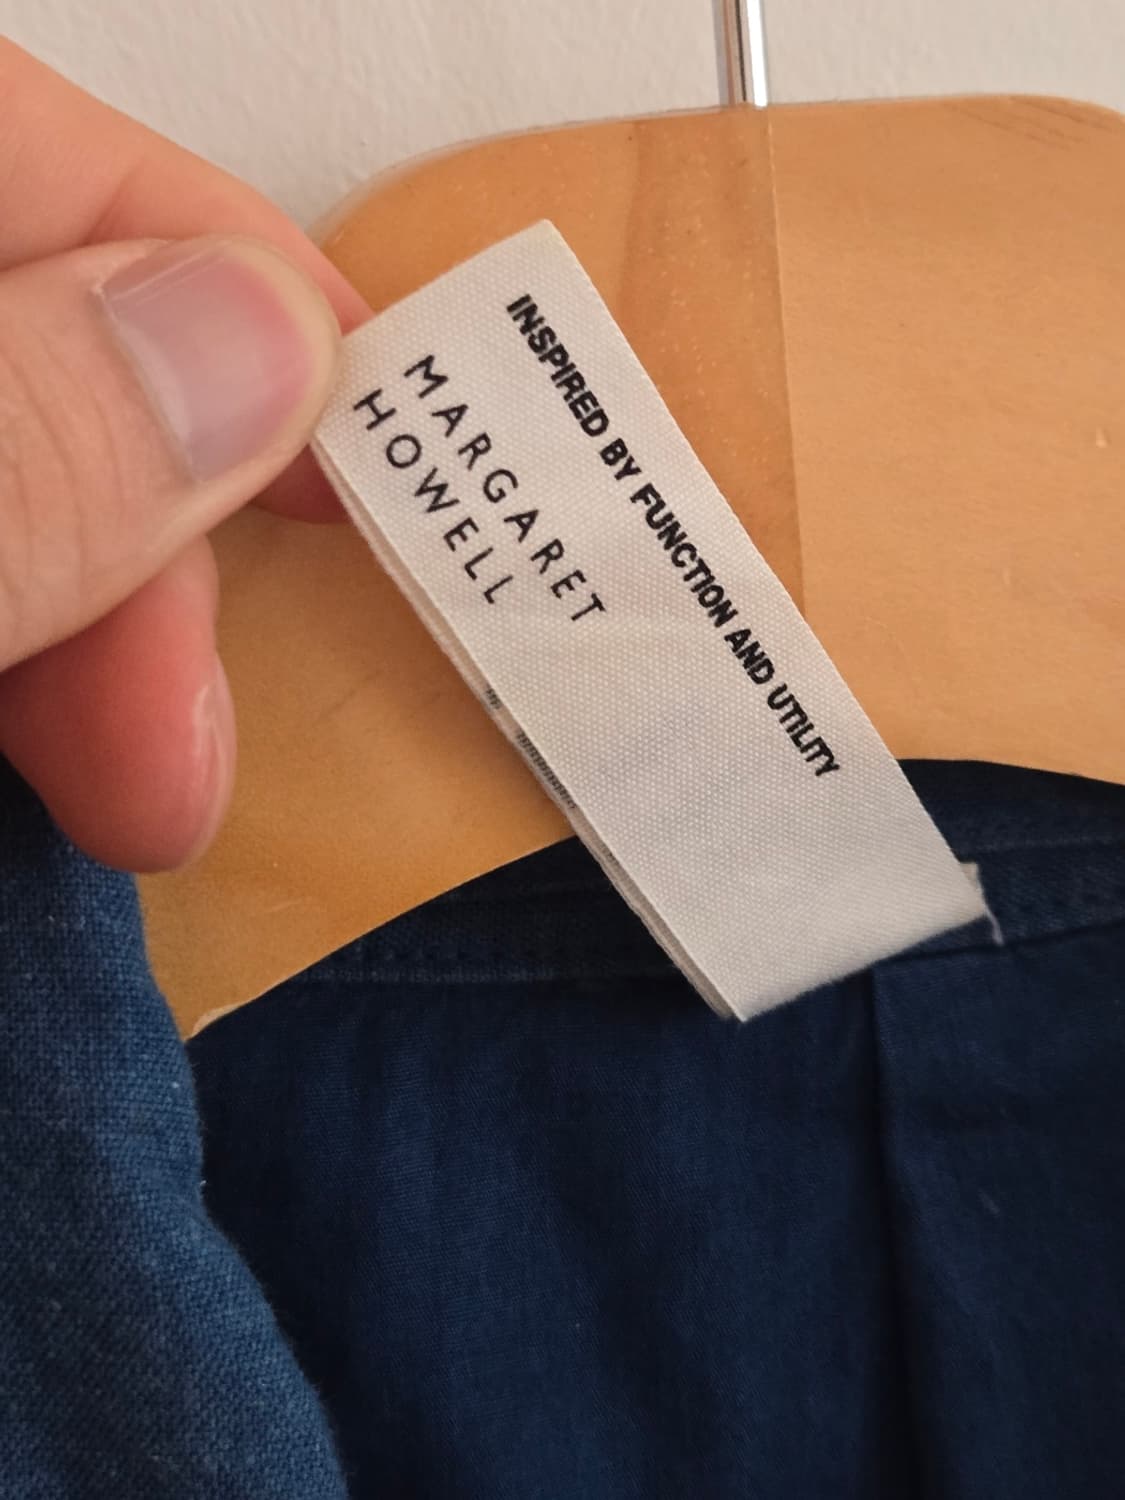 INSPIRED BY FUNCTION AND UTILITY
MARGARET
HOWELL